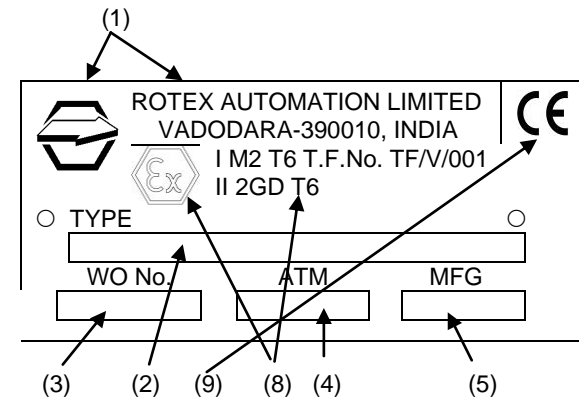 (1)
ROTEX AUTOMATION LIMITED
VADODARA-390010, INDIA
CE
Ex
I M2 T6 T.F.No. TF/V/001
II 2GD T6
TYPE
WO No. ATM MFG
(3) (2) (9) (8) (4) (5)